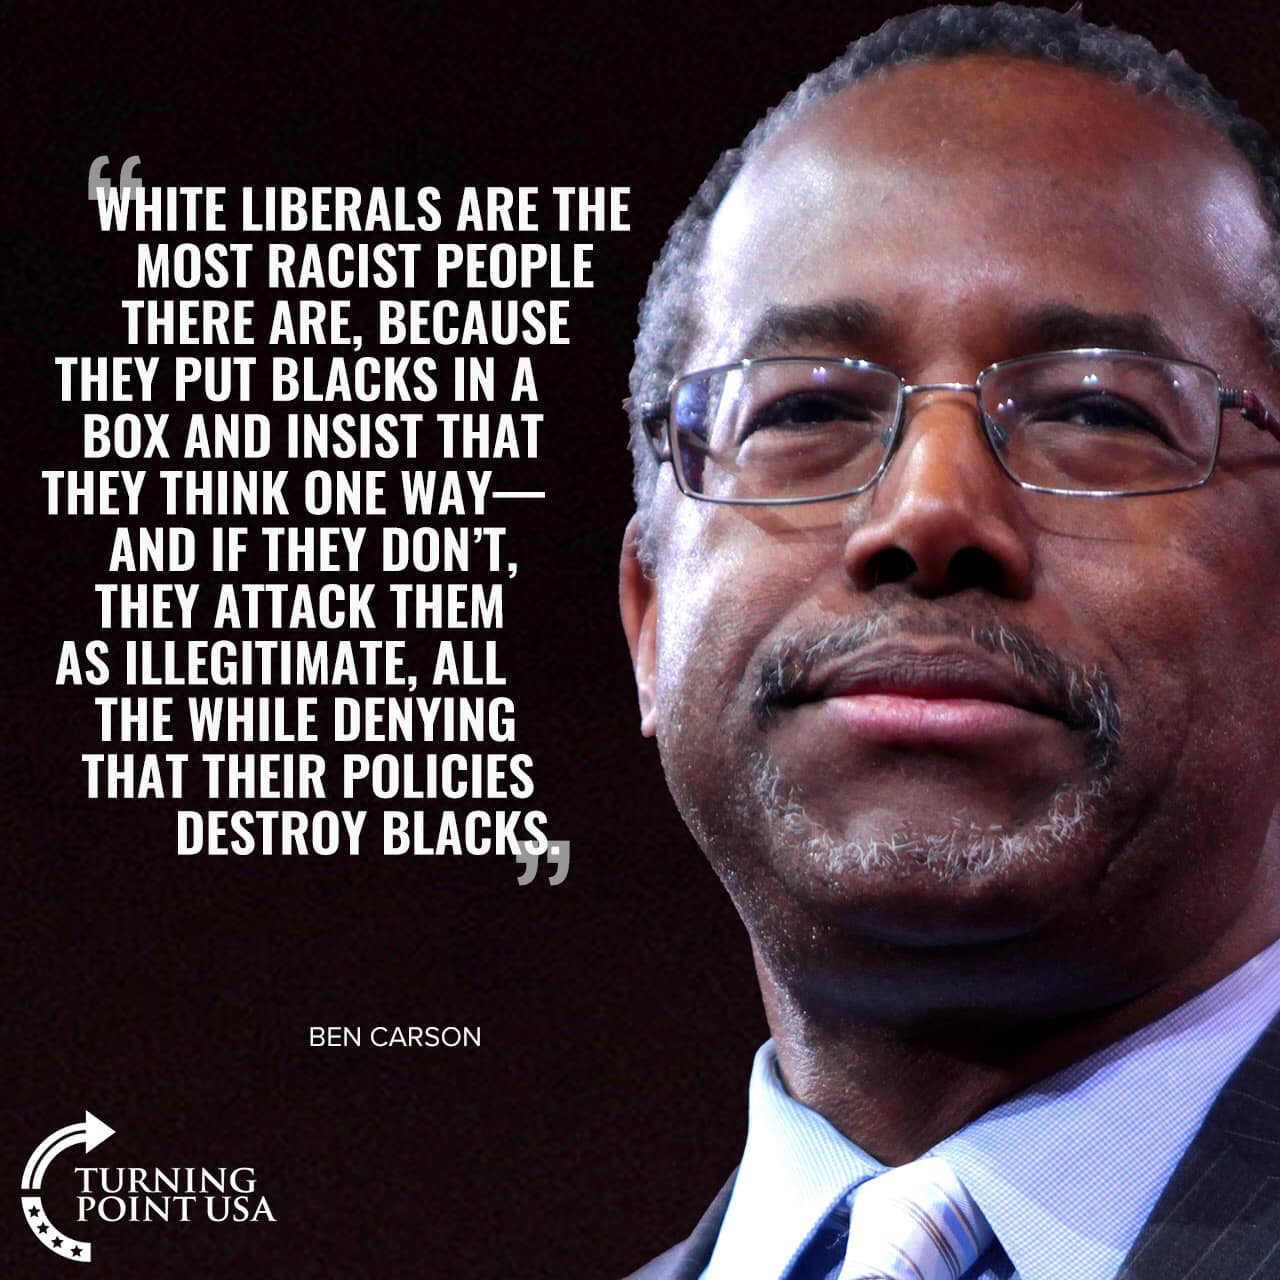 “WHITE LIBERALS ARE THE
MOST RACIST PEOPLE
THERE ARE, BECAUSE
THEY PUT BLACKS IN A
BOX AND INSIST THAT
THEY THINK ONE WAY—
AND IF THEY DON’T,
THEY ATTACK THEM
AS ILLEGITIMATE, ALL
THE WHILE DENYING
THAT THEIR POLICIES
DESTROY BLACKS.”
BEN CARSON
TURNING
POINT USA